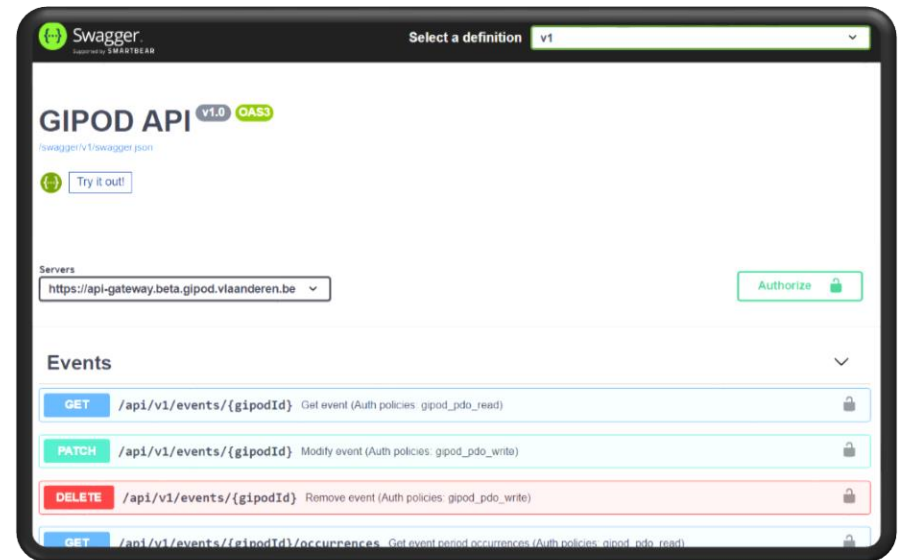 {···} Swagger. Select a definition v1
Supported by SMARTBEAR
GIPOD API v1.0 OAS3
/swagger/v1/swagger.json
{···} Try it out!
Servers
https://api-gateway.beta.gipod.vlaanderen.be
Authorize
Events
GET /api/v1/events/{gipodId} Get event (Auth policies: gipod_pdo_read)
PATCH /api/v1/events/{gipodId} Modify event (Auth policies: gipod_pdo_write)
DELETE /api/v1/events/{gipodId} Remove event (Auth policies: gipod_pdo_write)
GET /api/v1/events/{gipodId}/occurrences Get event period occurrences (Auth policies: gipod_pdo_read)